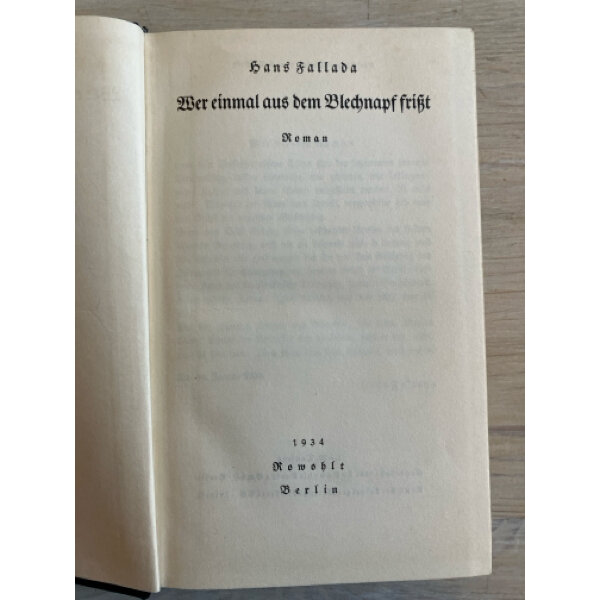 Hans Fallada
Wer einmal aus dem Blechnapf frißt
Roman
1934
Rowohlt
Berlin